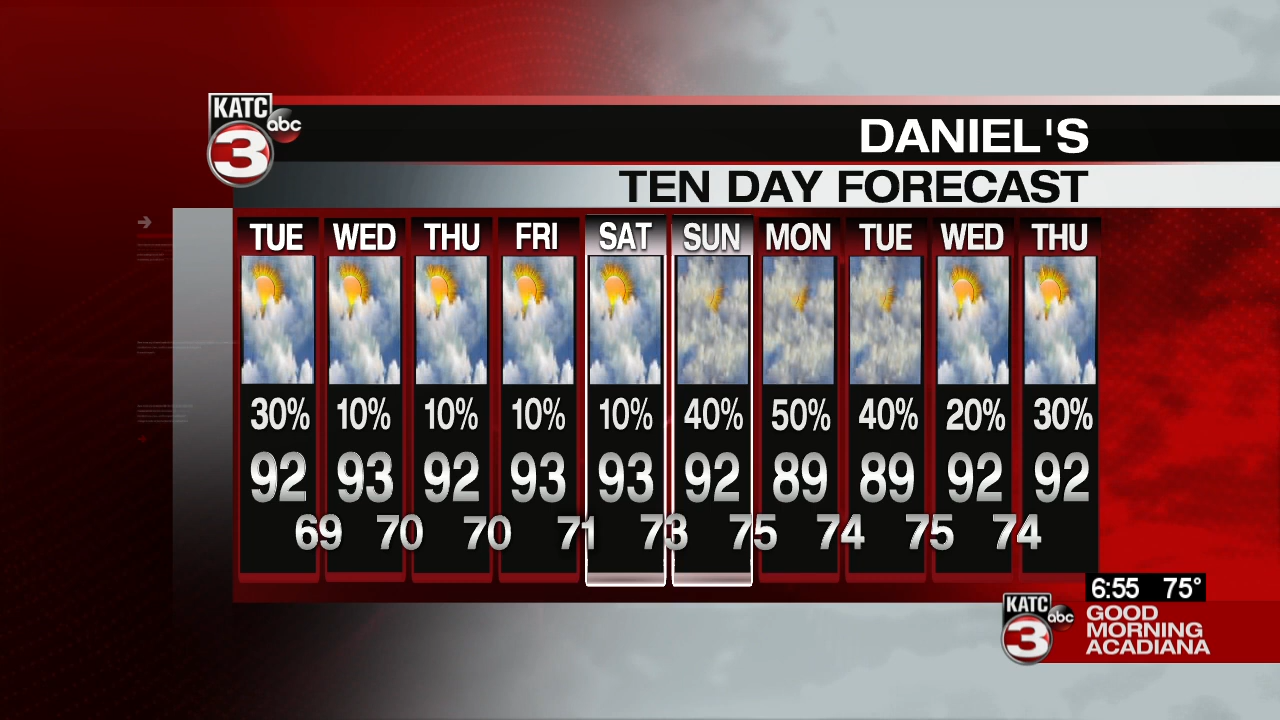 KATC
abc
3
DANIEL'S
TEN DAY FORECAST
TUE WED THU FRI SAT SUN MON TUE WED THU
30% 10% 10% 10% 10% 40% 50% 40% 20% 30%
92 93 92 93 93 92 89 89 92 92
69 70 70 71 73 75 74 75 74
6:55 75°
KATC
abc
3
GOOD
MORNING
ACADIANA